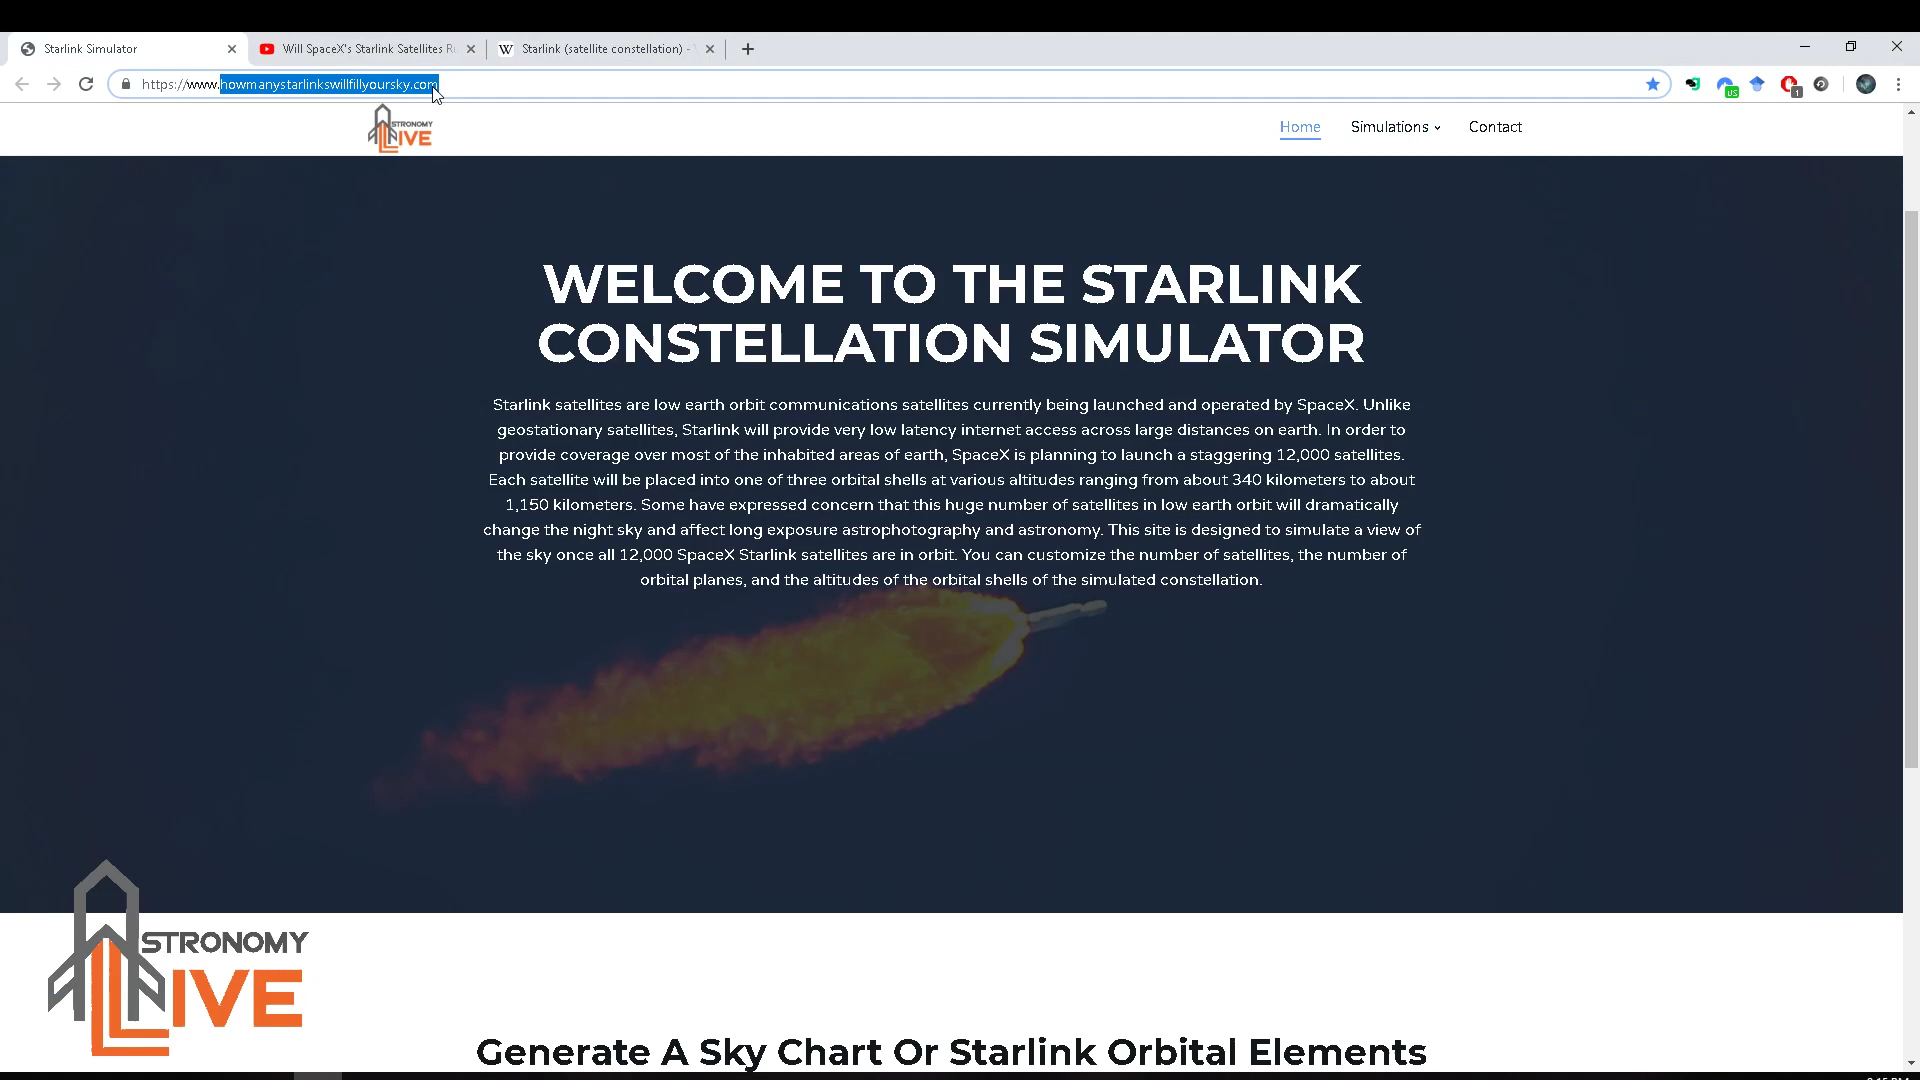 Starlink Simulator
Will SpaceX's Starlink Satellites R
Starlink (satellite constellation) -
https://www.howmanystarlinkswillfillyoursky.com
US
1
ASTRONOMY
LIVE
Home
Simulations
Contact
WELCOME TO THE STARLINK
CONSTELLATION SIMULATOR
Starlink satellites are low earth orbit communications satellites currently being launched and operated by SpaceX. Unlike
geostationary satellites, Starlink will provide very low latency internet access across large distances on earth. In order to
provide coverage over most of the inhabited areas of earth, SpaceX is planning to launch a staggering 12,000 satellites.
Each satellite will be placed into one of three orbital shells at various altitudes ranging from about 340 kilometers to about
1,150 kilometers. Some have expressed concern that this huge number of satellites in low earth orbit will dramatically
change the night sky and affect long exposure astrophotography and astronomy. This site is designed to simulate a view of
the sky once all 12,000 SpaceX Starlink satellites are in orbit. You can customize the number of satellites, the number of
orbital planes, and the altitudes of the orbital shells of the simulated constellation.
ASTRONOMY
LIVE
Generate A Sky Chart Or Starlink Orbital Elements